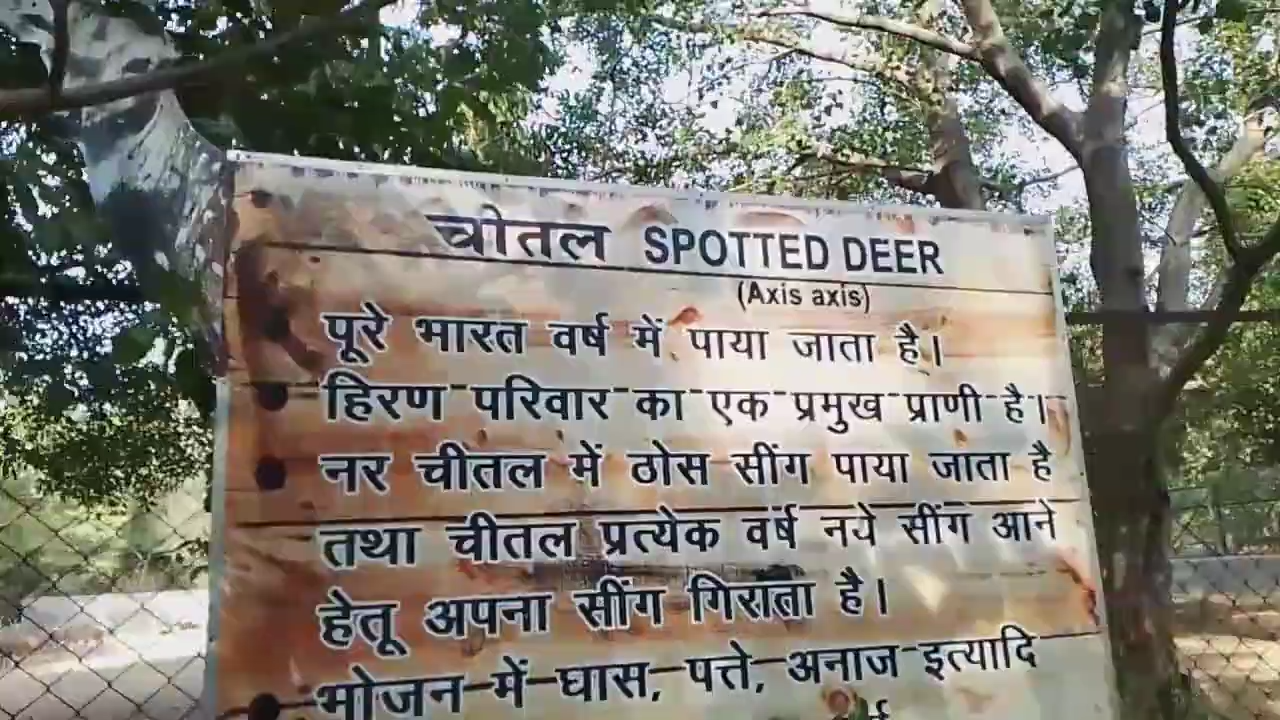 चीतल SPOTTED DEER
(Axis axis)
पूरे भारत वर्ष में पाया जाता है।
हिरण परिवार का एक प्रमुख प्राणी है।
नर चीतल में ठोस सींग पाया जाता है
तथा चीतल प्रत्येक वर्ष नये सींग आने
हेतू अपना सींग गिराता है।
भोजन में घास, पत्ते, अनाज इत्यादि